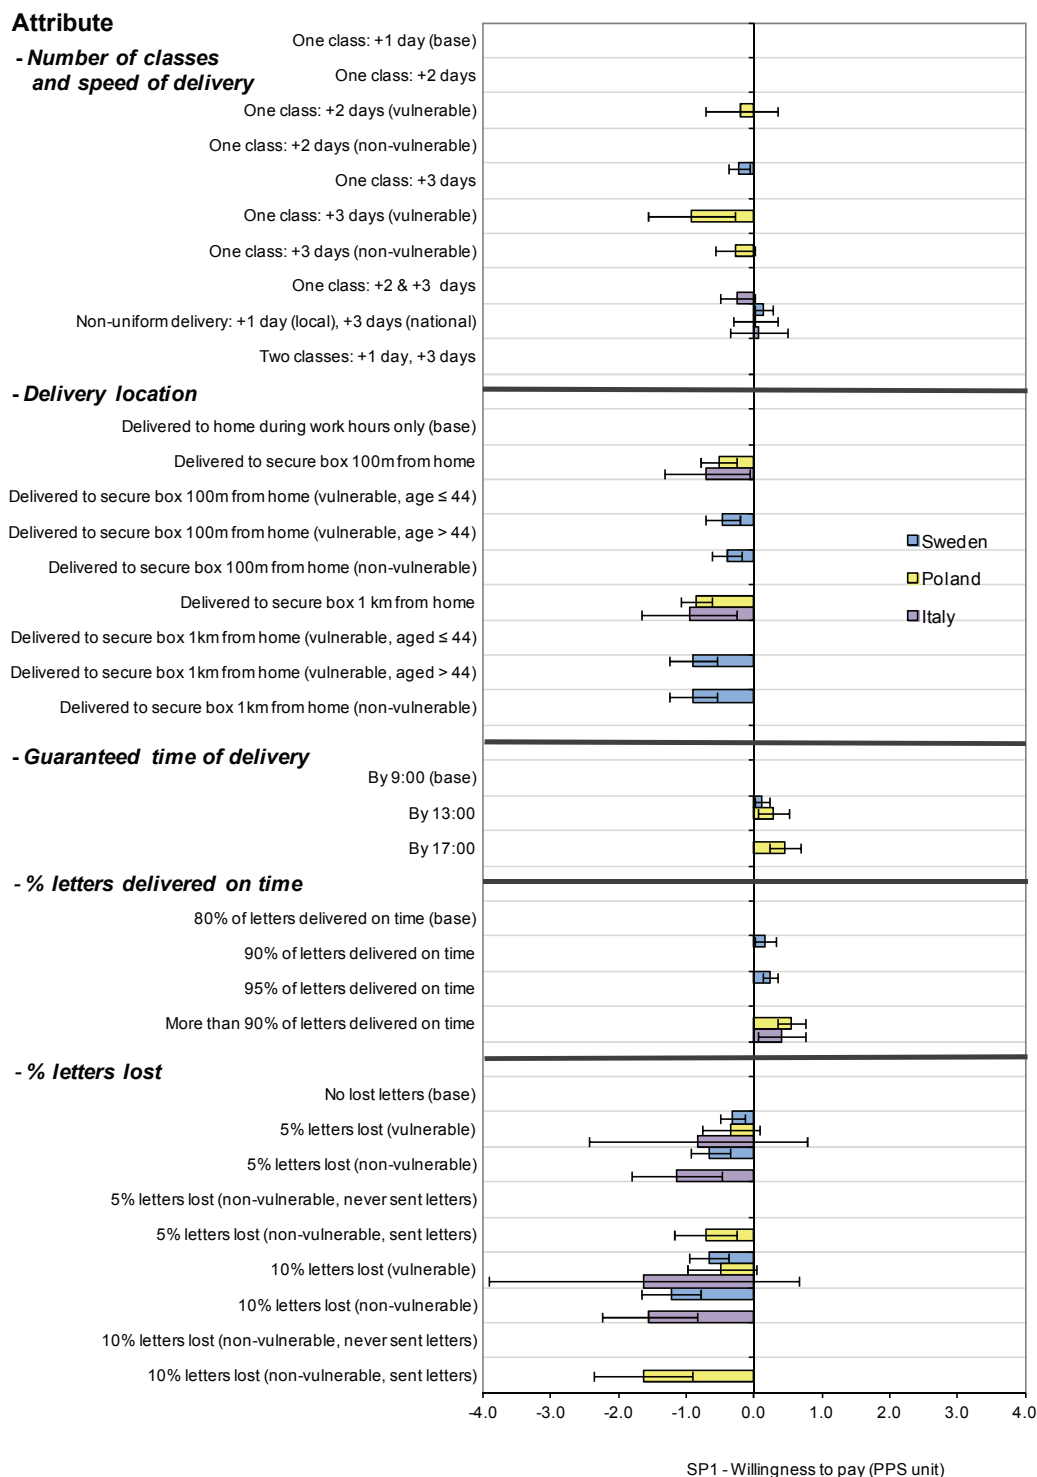 Attribute
- Number of classes
and speed of delivery
One class: +1 day (base)
One class: +2 days
One class: +2 days (vulnerable)
One class: +2 days (non-vulnerable)
One class: +3 days
One class: +3 days (vulnerable)
One class: +3 days (non-vulnerable)
One class: +2 & +3 days
Non-uniform delivery: +1 day (local), +3 days (national)
Two classes: +1 day, +3 days
- Delivery location
Delivered to home during work hours only (base)
Delivered to secure box 100m from home
Delivered to secure box 100m from home (vulnerable, age ≤ 44)
Delivered to secure box 100m from home (vulnerable, age > 44)
Delivered to secure box 100m from home (non-vulnerable)
Delivered to secure box 1 km from home
Delivered to secure box 1km from home (vulnerable, aged ≤ 44)
Delivered to secure box 1km from home (vulnerable, aged > 44)
Delivered to secure box 1km from home (non-vulnerable)
Sweden
Poland
Italy
- Guaranteed time of delivery
By 9:00 (base)
By 13:00
By 17:00
- % letters delivered on time
80% of letters delivered on time (base)
90% of letters delivered on time
95% of letters delivered on time
More than 90% of letters delivered on time
- % letters lost
No lost letters (base)
5% letters lost (vulnerable)
5% letters lost (non-vulnerable)
5% letters lost (non-vulnerable, never sent letters)
5% letters lost (non-vulnerable, sent letters)
10% letters lost (vulnerable)
10% letters lost (non-vulnerable)
10% letters lost (non-vulnerable, never sent letters)
10% letters lost (non-vulnerable, sent letters)
-4.0 -3.0 -2.0 -1.0 0.0 1.0 2.0 3.0 4.0
SP1 - Willingness to pay (PPS unit)